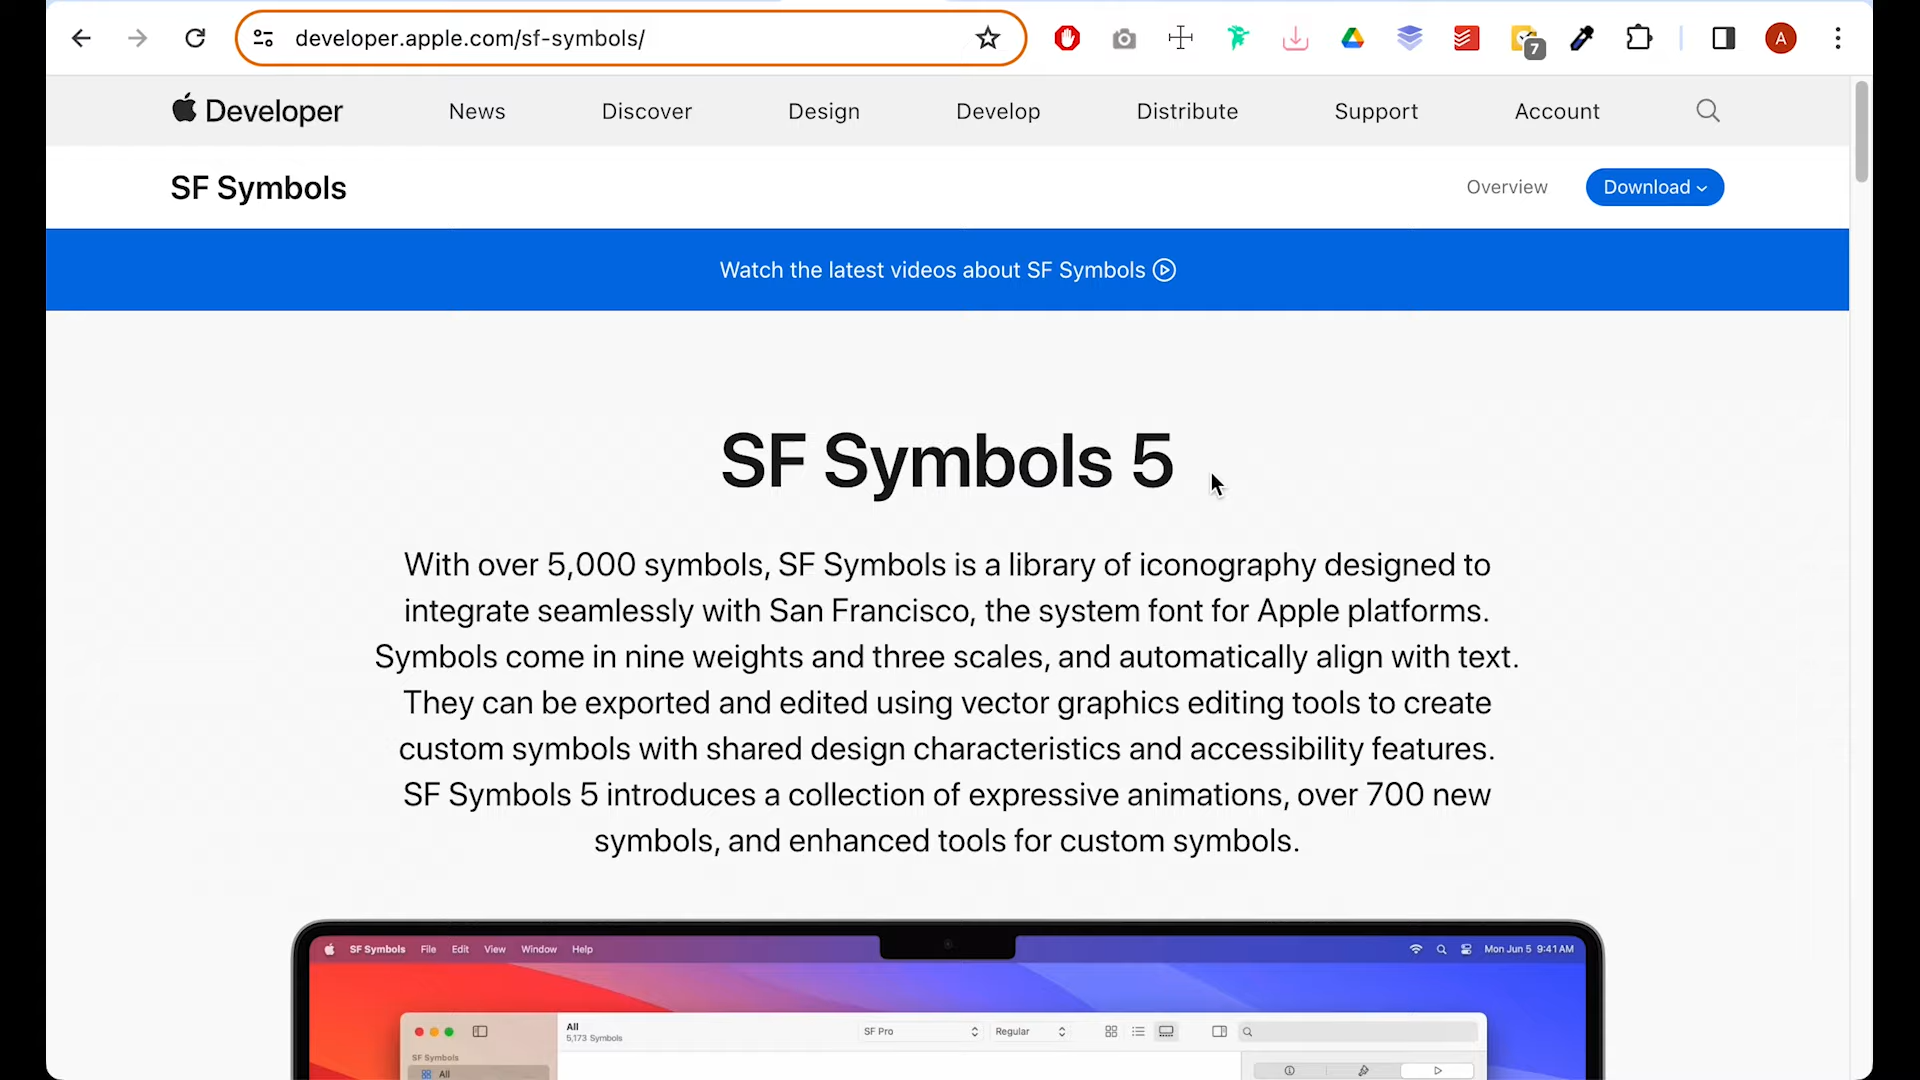 developer.apple.com/sf-symbols/
7
A
Developer
News
Discover
Design
Develop
Distribute
Support
Account
SF Symbols
Overview
Download
Watch the latest videos about SF Symbols
SF Symbols 5
With over 5,000 symbols, SF Symbols is a library of iconography designed to
integrate seamlessly with San Francisco, the system font for Apple platforms.
Symbols come in nine weights and three scales, and automatically align with text.
They can be exported and edited using vector graphics editing tools to create
custom symbols with shared design characteristics and accessibility features.
SF Symbols 5 introduces a collection of expressive animations, over 700 new
symbols, and enhanced tools for custom symbols.
SF Symbols File Edit View Window Help
Mon Jun 5 9:41 AM
All
5,173 Symbols
SF Pro
Regular
SF Symbols
All